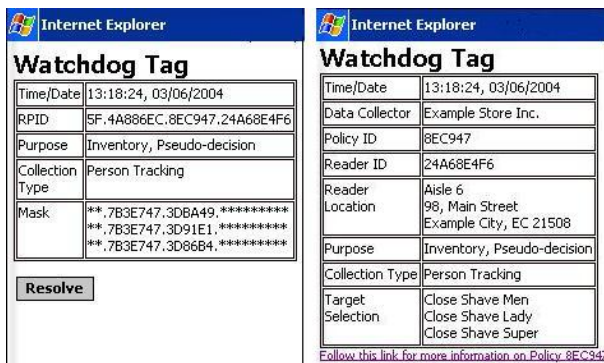 Internet Explorer
Watchdog Tag
Time/Date 13:18:24, 03/06/2004
RPID 5F.4A886EC.8EC947.24A68E4F6
Purpose Inventory, Pseudo-decision
Collection Type Person Tracking
Mask **.7B3E747.3DBA49.*********
**.7B3E747.3D91E1.*********
**.7B3E747.3D86B4.*********
Resolve
Internet Explorer
Watchdog Tag
Time/Date 13:18:24, 03/06/2004
Data Collector Example Store Inc.
Policy ID 8EC947
Reader ID 24A68E4F6
Reader Location Aisle 6
98, Main Street
Example City, EC 21508
Purpose Inventory, Pseudo-decision
Collection Type Person Tracking
Target Selection Close Shave Men
Close Shave Lady
Close Shave Super
Follow this link for more information on Policy 8EC947